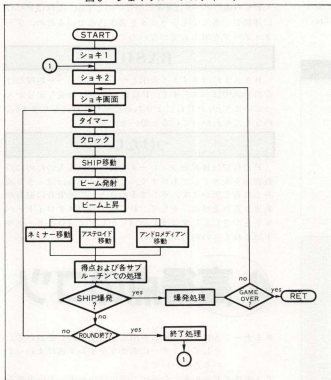 START
ショキ1
1
ショキ2
ショキ画面
タイマー
クロック
SHIP移動
ビーム発射
ビーム上昇
ネミナー移動
アステロイド
移動
アンドロメディアン
移動
得点および各サブ
ルーチンでの処理
SHIP爆発
?
yes
爆発処理
no
GAME
OVER
?
yes
RET
no
no
ROUND終了?
yes
終了処理
1